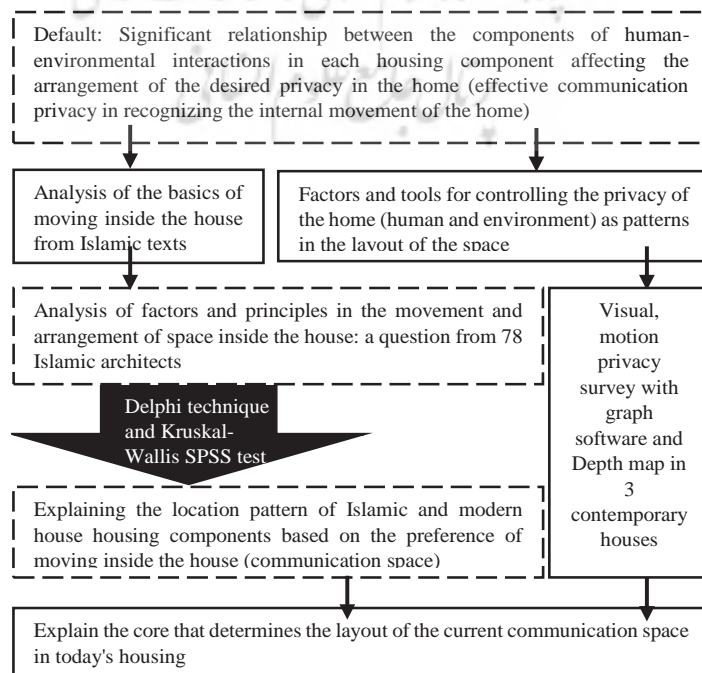 Default: Significant relationship between the components of human-
environmental interactions in each housing component affecting the
arrangement of the desired privacy in the home (effective communication
privacy in recognizing the internal movement of the home)
Analysis of the basics of
moving inside the house
from Islamic texts
Factors and tools for controlling the privacy of
the home (human and environment) as patterns
in the layout of the space
Analysis of factors and principles in the movement and
arrangement of space inside the house: a question from 78
Islamic architects
Visual,
motion
privacy
survey with
graph
software and
Depth map in
3
contemporary
houses
Delphi technique
and Kruskal-
Wallis SPSS test
Explaining the location pattern of Islamic and modern
house housing components based on the preference of
moving inside the house (communication space)
Explain the core that determines the layout of the current communication space
in today's housing